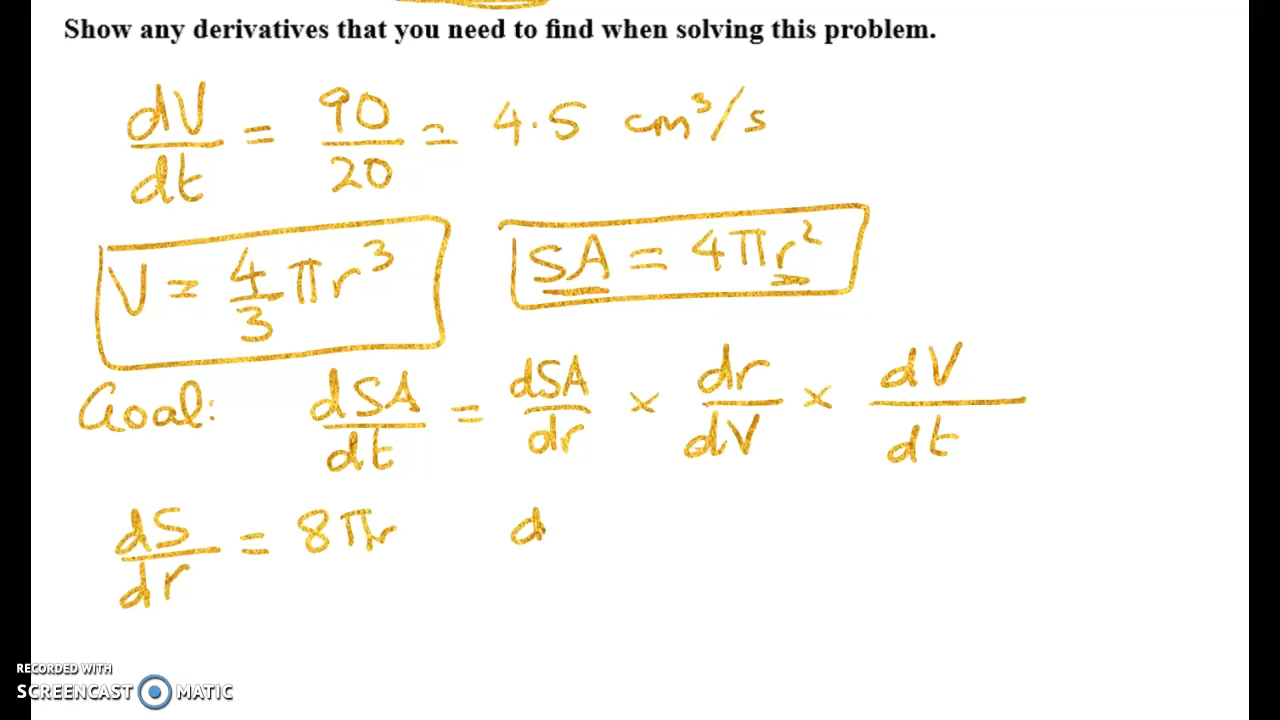 Show any derivatives that you need to find when solving this problem.
dV/dt = 90/20 = 4.5 cm³/s
V = 4/3 πr³
SA = 4πr²
Goal: dSA/dt = dSA/dr × dr/dV × dV/dt
dS/dr = 8πr d
RECORDED WITH
SCREENCAST MATIC